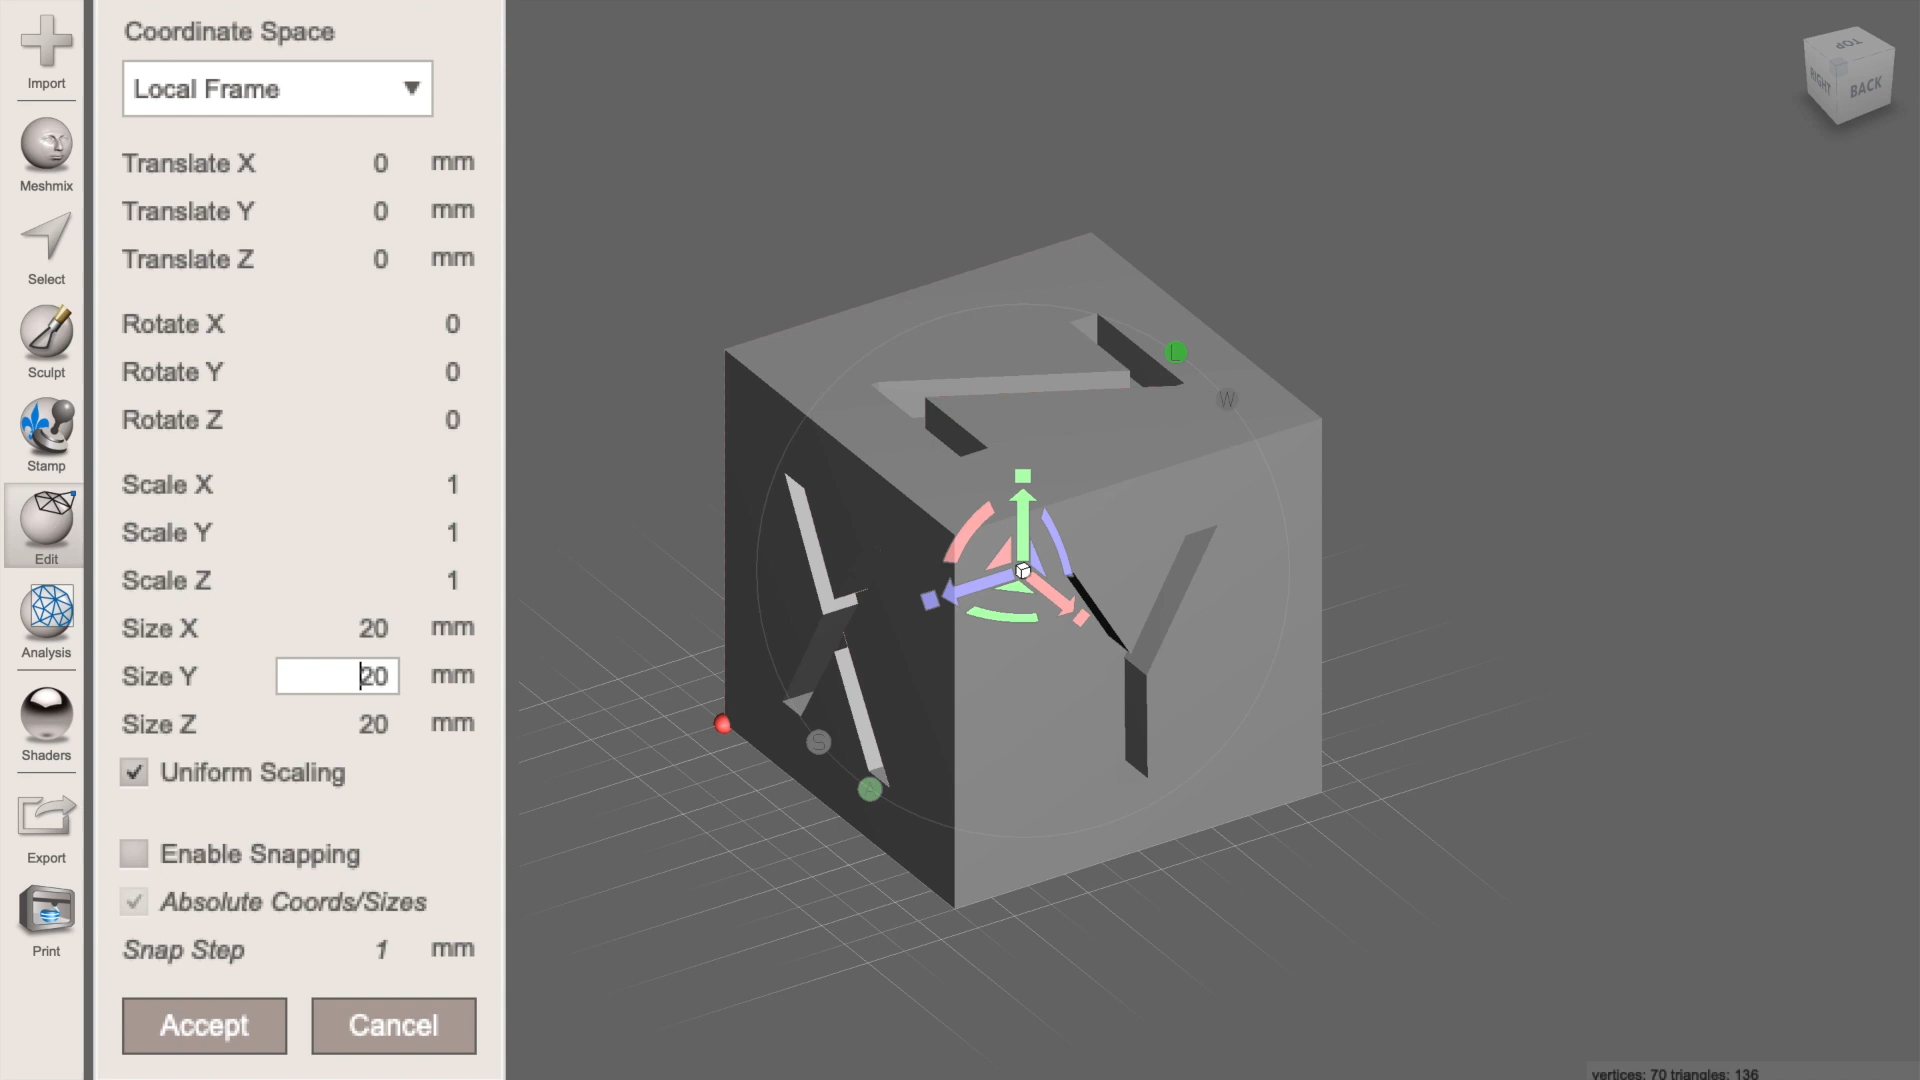 Import
Meshmix
Select
Sculpt
Stamp
Edit
Analysis
Shaders
Export
Print
Coordinate Space
Local Frame
Translate X 0 mm
Translate Y 0 mm
Translate Z 0 mm
Rotate X 0
Rotate Y 0
Rotate Z 0
Scale X 1
Scale Y 1
Scale Z 1
Size X 20 mm
Size Y 20 mm
Size Z 20 mm
Uniform Scaling
Enable Snapping
Absolute Coords/Sizes
Snap Step 1 mm
Accept Cancel
TOP
RIGHT BACK
Z
L
W
X Y
S
A
vertices: 70 triangles: 136